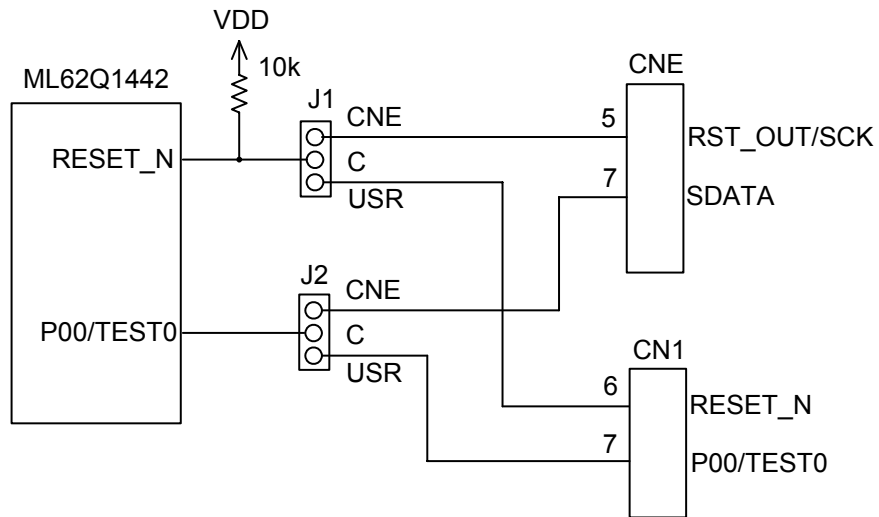 VDD
10k
ML62Q1442
RESET_N
P00/TEST0
J1
CNE
C
USR
J2
CNE
C
USR
CNE
5
RST_OUT/SCK
7
SDATA
CN1
6
RESET_N
7
P00/TEST0